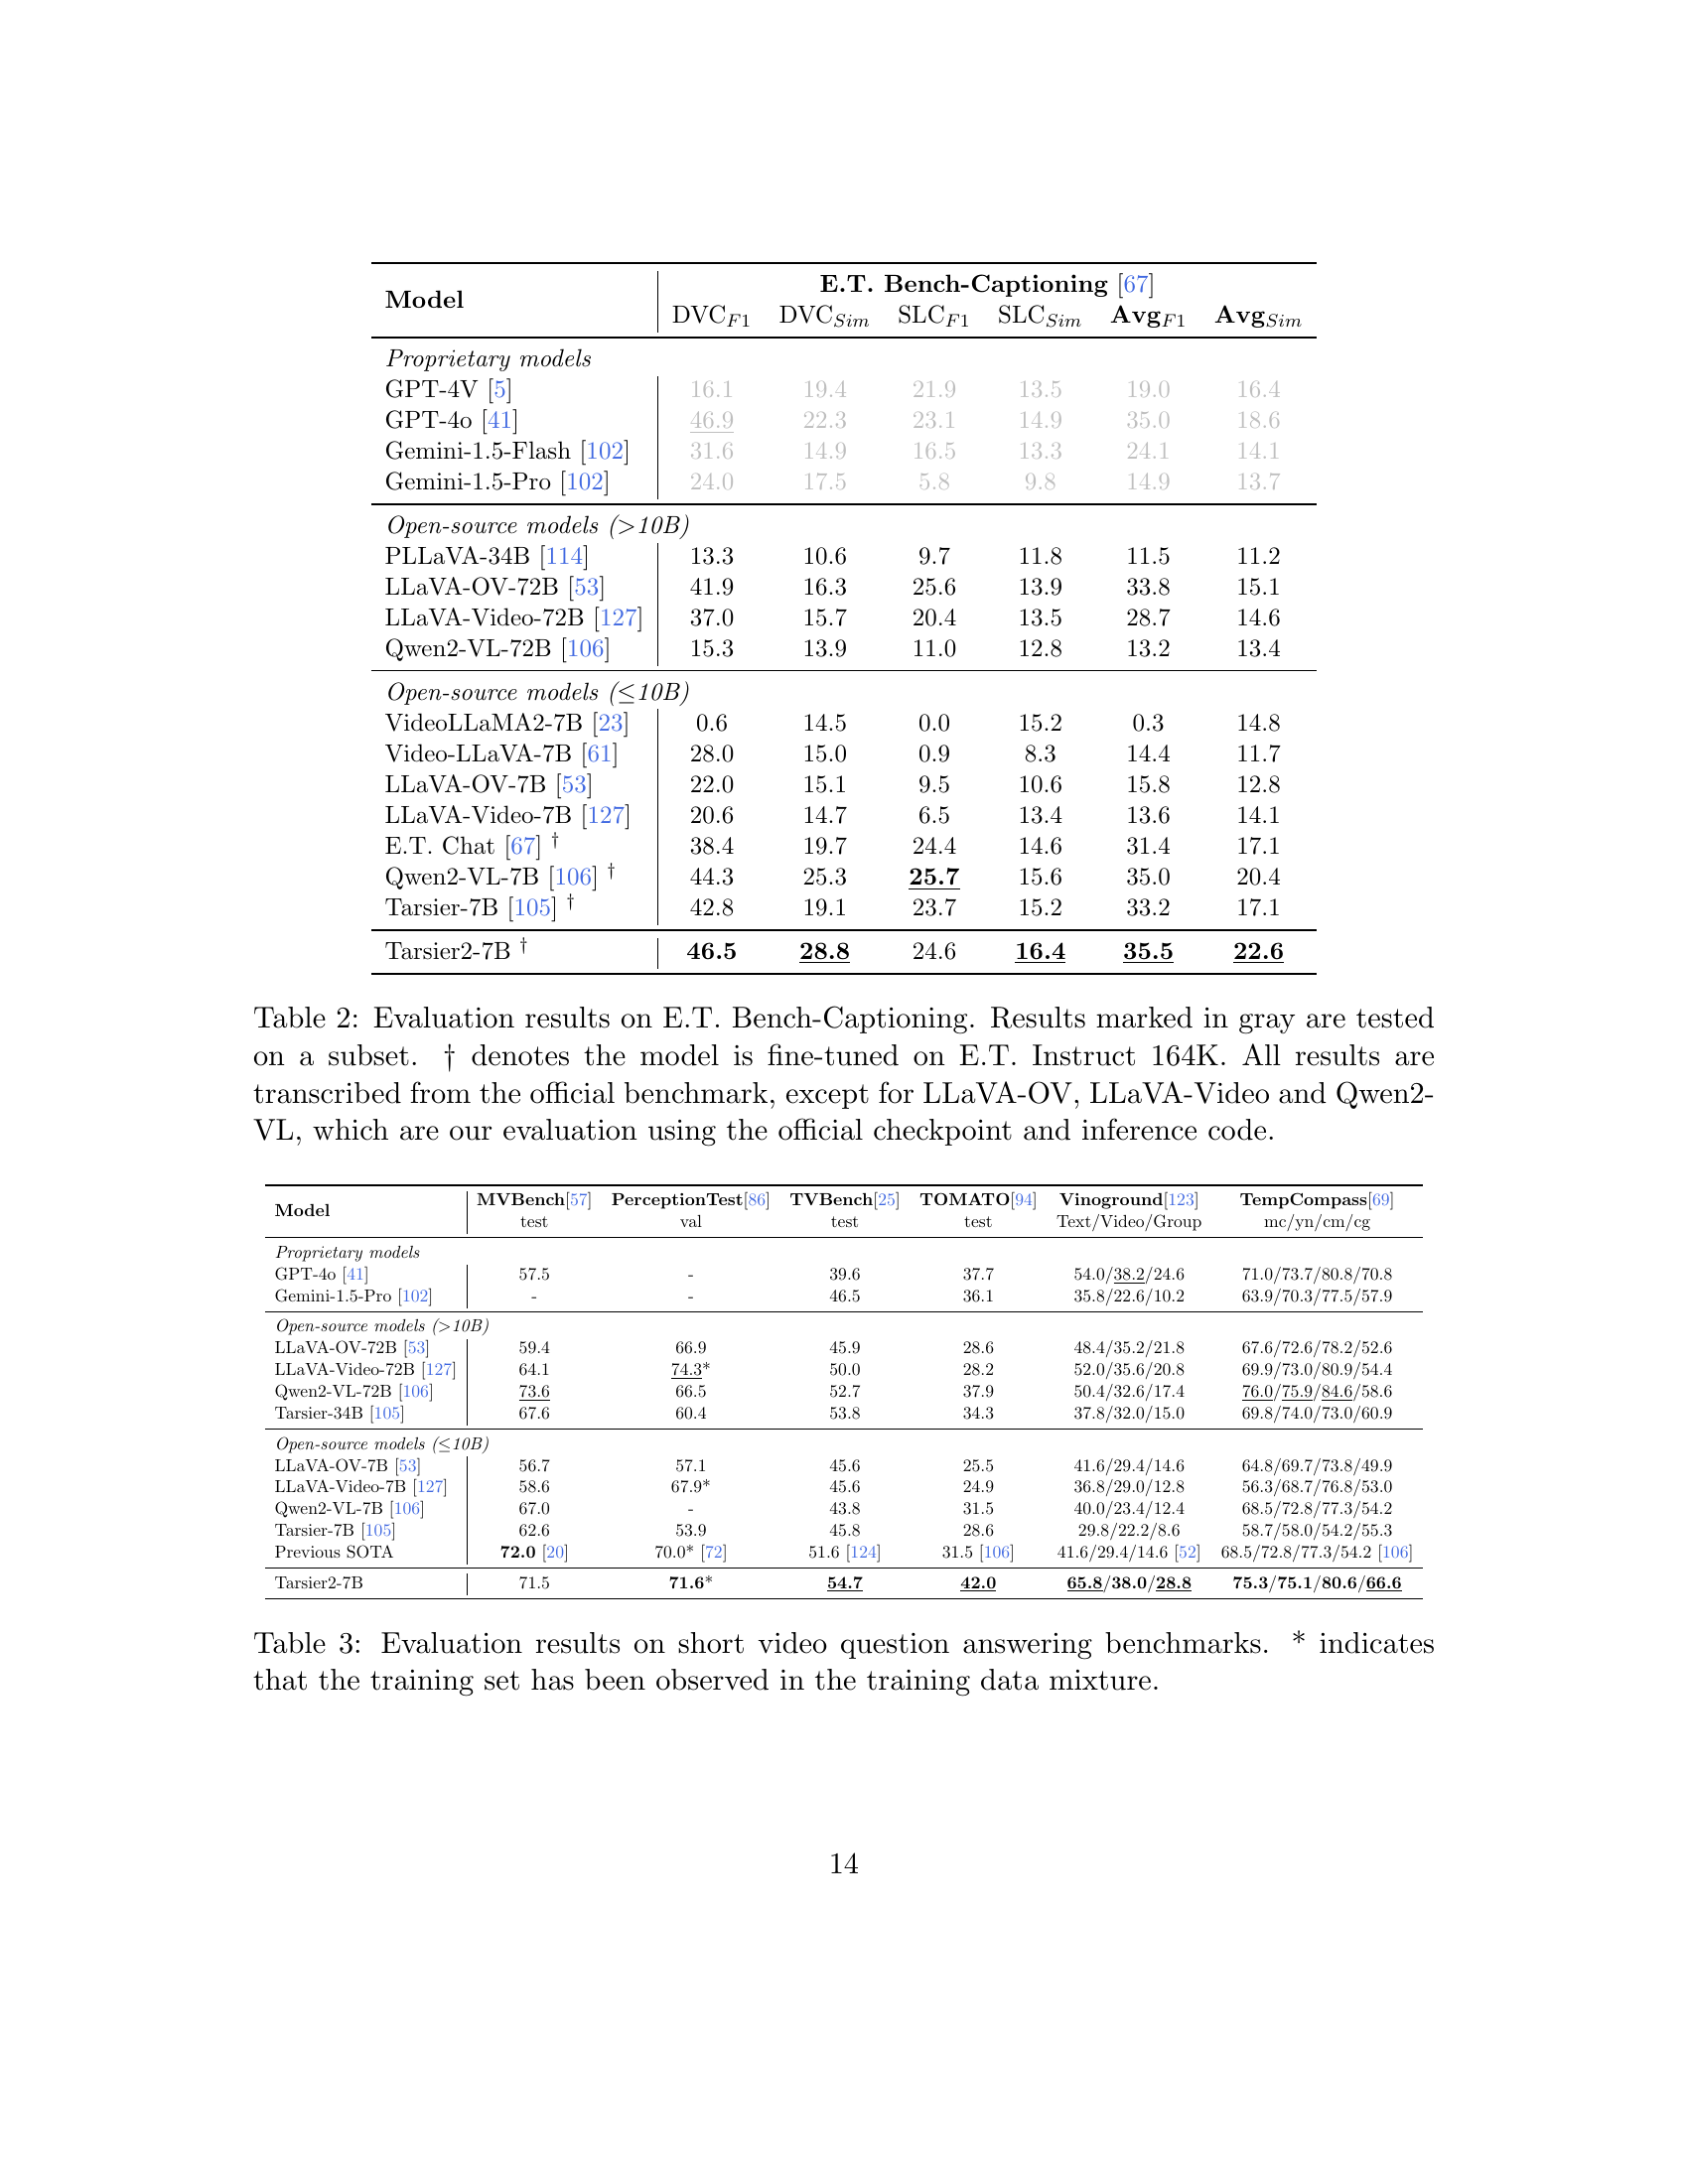 E.T. Bench-Captioning [67]
Model
DVC_F1 DVC_Sim SLC_F1 SLC_Sim Avg_F1 Avg_Sim
Proprietary models
GPT-4V [5] 16.1 19.4 21.9 13.5 19.0 16.4
GPT-4o [41] 46.9 22.3 23.1 14.9 35.0 18.6
Gemini-1.5-Flash [102] 31.6 14.9 16.5 13.3 24.1 14.1
Gemini-1.5-Pro [102] 24.0 17.5 5.8 9.8 14.9 13.7
Open-source models (>10B)
PLLaVA-34B [114] 13.3 10.6 9.7 11.8 11.5 11.2
LLaVA-OV-72B [53] 41.9 16.3 25.6 13.9 33.8 15.1
LLaVA-Video-72B [127] 37.0 15.7 20.4 13.5 28.7 14.6
Qwen2-VL-72B [106] 15.3 13.9 11.0 12.8 13.2 13.4
Open-source models (≤10B)
VideoLLaMA2-7B [23] 0.6 14.5 0.0 15.2 0.3 14.8
Video-LLaVA-7B [61] 28.0 15.0 0.9 8.3 14.4 11.7
LLaVA-OV-7B [53] 22.0 15.1 9.5 10.6 15.8 12.8
LLaVA-Video-7B [127] 20.6 14.7 6.5 13.4 13.6 14.1
E.T. Chat [67] † 38.4 19.7 24.4 14.6 31.4 17.1
Qwen2-VL-7B [106] † 44.3 25.3 25.7 15.6 35.0 20.4
Tarsier-7B [105] † 42.8 19.1 23.7 15.2 33.2 17.1
Tarsier2-7B † 46.5 28.8 24.6 16.4 35.5 22.6
Table 2: Evaluation results on E.T. Bench-Captioning. Results marked in gray are tested
on a subset. † denotes the model is fine-tuned on E.T. Instruct 164K. All results are
transcribed from the official benchmark, except for LLaVA-OV, LLaVA-Video and Qwen2-
VL, which are our evaluation using the official checkpoint and inference code.
Model MVBench[57] PerceptionTest[86] TVBench[25] TOMATO[94] Vinoground[123] TempCompass[69]
test val test test Text/Video/Group mc/yn/cm/cg
Proprietary models
GPT-4o [41] 57.5 - 39.6 37.7 54.0/38.2/24.6 71.0/73.7/80.8/70.8
Gemini-1.5-Pro [102] - - 46.5 36.1 35.8/22.6/10.2 63.9/70.3/77.5/57.9
Open-source models (>10B)
LLaVA-OV-72B [53] 59.4 66.9 45.9 28.6 48.4/35.2/21.8 67.6/72.6/78.2/52.6
LLaVA-Video-72B [127] 64.1 74.3* 50.0 28.2 52.0/35.6/20.8 69.9/73.0/80.9/54.4
Qwen2-VL-72B [106] 73.6 66.5 52.7 37.9 50.4/32.6/17.4 76.0/75.9/84.6/58.6
Tarsier-34B [105] 67.6 60.4 53.8 34.3 37.8/32.0/15.0 69.8/74.0/73.0/60.9
Open-source models (≤10B)
LLaVA-OV-7B [53] 56.7 57.1 45.6 25.5 41.6/29.4/14.6 64.8/69.7/73.8/49.9
LLaVA-Video-7B [127] 58.6 67.9* 45.6 24.9 36.8/29.0/12.8 56.3/68.7/76.8/53.0
Qwen2-VL-7B [106] 67.0 - 43.8 31.5 40.0/23.4/12.4 68.5/72.8/77.3/54.2
Tarsier-7B [105] 62.6 53.9 45.8 28.6 29.8/22.2/8.6 58.7/58.0/54.2/55.3
Previous SOTA 72.0 [20] 70.0* [72] 51.6 [124] 31.5 [106] 41.6/29.4/14.6 [52] 68.5/72.8/77.3/54.2 [106]
Tarsier2-7B 71.5 71.6* 54.7 42.0 65.8/38.0/28.8 75.3/75.1/80.6/66.6
Table 3: Evaluation results on short video question answering benchmarks. * indicates
that the training set has been observed in the training data mixture.
14